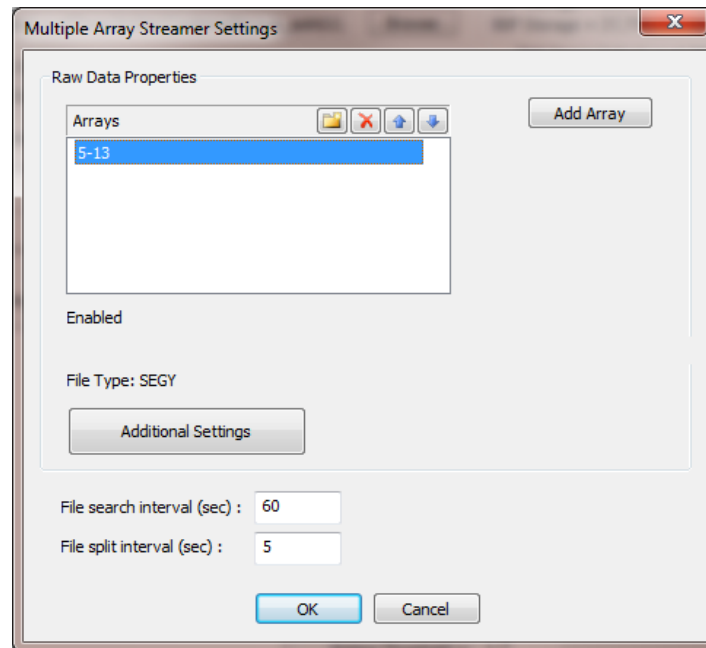 Multiple Array Streamer Settings
Raw Data Properties
Arrays
Add Array
5-13
Enabled
File Type: SEGY
Additional Settings
File search interval (sec) : 60
File split interval (sec) : 5
OK Cancel